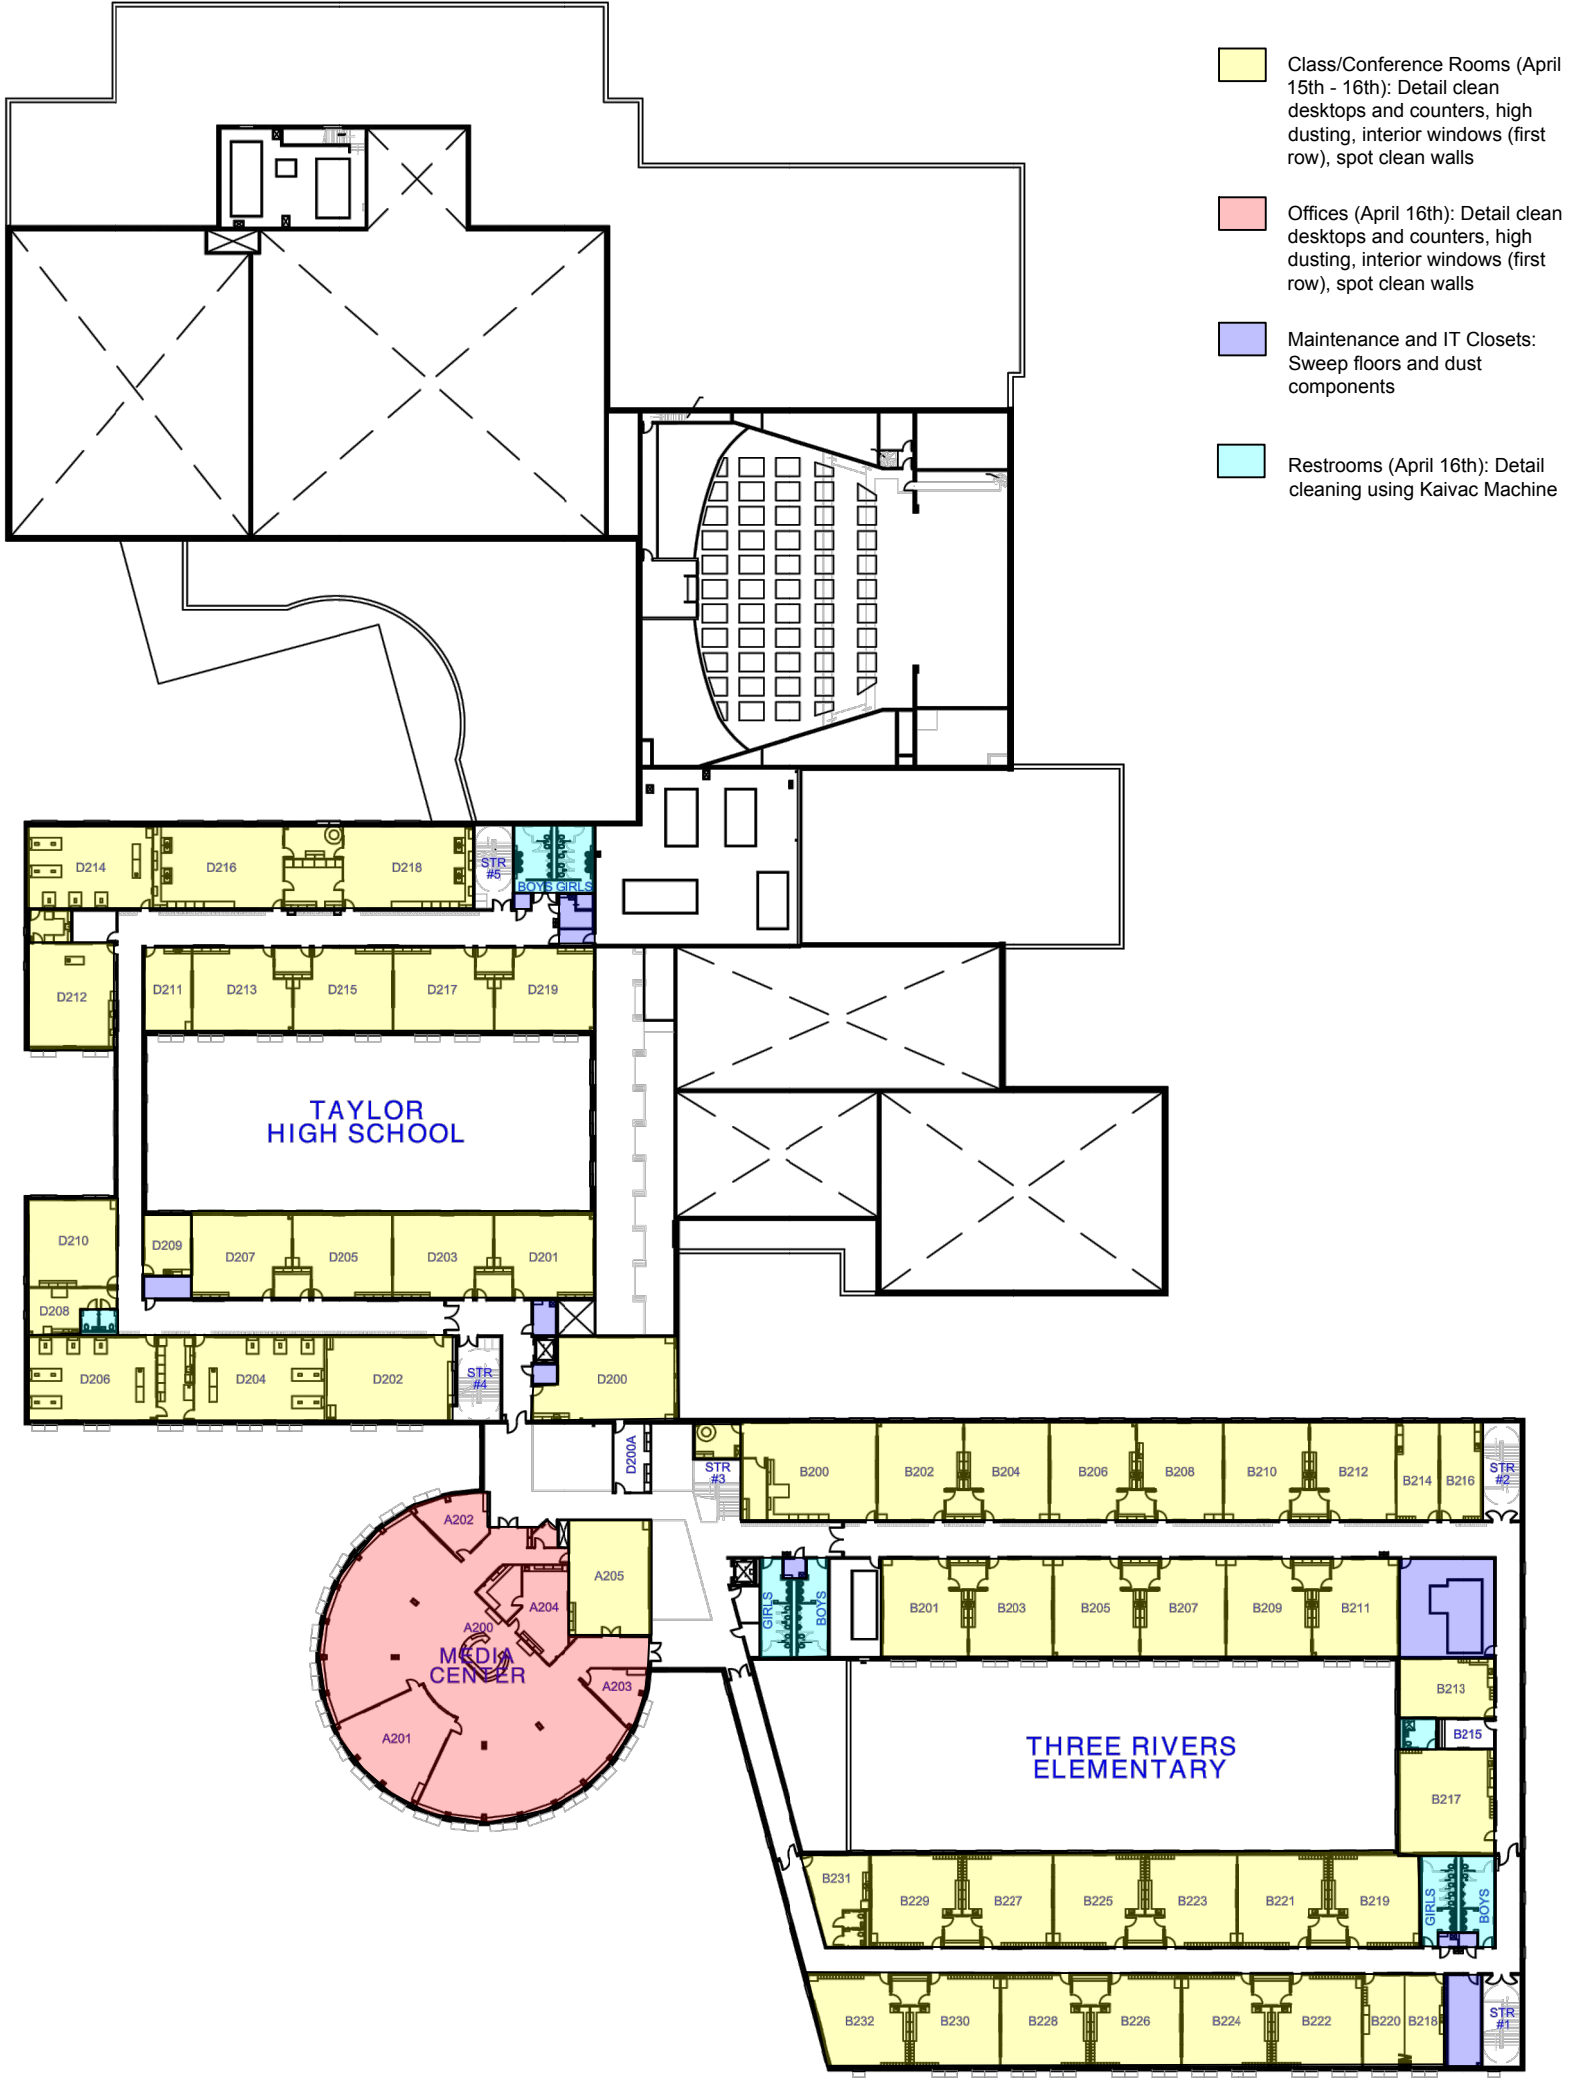 Class/Conference Rooms (April
15th - 16th): Detail clean
desktops and counters, high
dusting, interior windows (first
row), spot clean walls
Offices (April 16th): Detail clean
desktops and counters, high
dusting, interior windows (first
row), spot clean walls
Maintenance and IT Closets:
Sweep floors and dust
components
Restrooms (April 16th): Detail
cleaning using Kaivac Machine
D214
D216
D218
STR
#5
BOYS GIRLS
D212
D211
D213
D215
D217
D219
TAYLOR
HIGH SCHOOL
D210
D209
D207
D205
D203
D201
D208
D206
D204
D202
STR
#4
D200
D200A
STR
#3
B200
B202
B204
B206
B208
B210
B212
B214
B216
STR
#2
A202
A205
A204
A200
MEDIA
CENTER
A203
A201
GIRLS
BOYS
B201
B203
B205
B207
B209
B211
B213
B215
B217
THREE RIVERS
ELEMENTARY
B231
B229
B227
B225
B223
B221
B219
GIRLS
BOYS
B232
B230
B228
B226
B224
B222
B220
B218
STR
#1